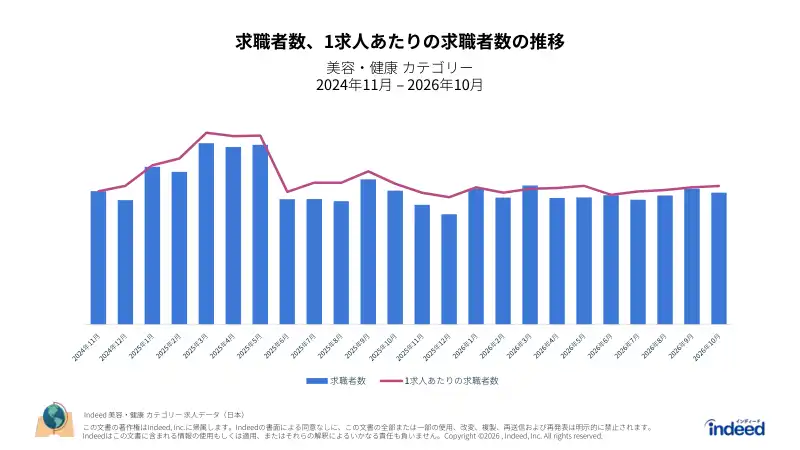 求職者数、1求人あたりの求職者数の推移
美容・健康 カテゴリー
2024年11月 – 2026年10月
2024年11月
2024年12月
2025年1月
2025年2月
2025年3月
2025年4月
2025年5月
2025年6月
2025年7月
2025年8月
2025年9月
2025年10月
2025年11月
2025年12月
2026年1月
2026年2月
2026年3月
2026年4月
2026年5月
2026年6月
2026年7月
2026年8月
2026年9月
2026年10月
求職者数 1求人あたりの求職者数
Indeed 美容・健康 カテゴリー 求人データ（日本）
この文書の著作権はIndeed, Inc.に帰属します。Indeedの書面による同意なしに、この文書の全部または一部の使用、改変、複製、再送信および再発表は明示的に禁止されます。
Indeedはこの文書に含まれる情報の使用もしくは適用、またはそれらの解釈によるいかなる責任も負いません。Copyright ©2026 , Indeed, Inc. All rights reserved.
インディード
indeed